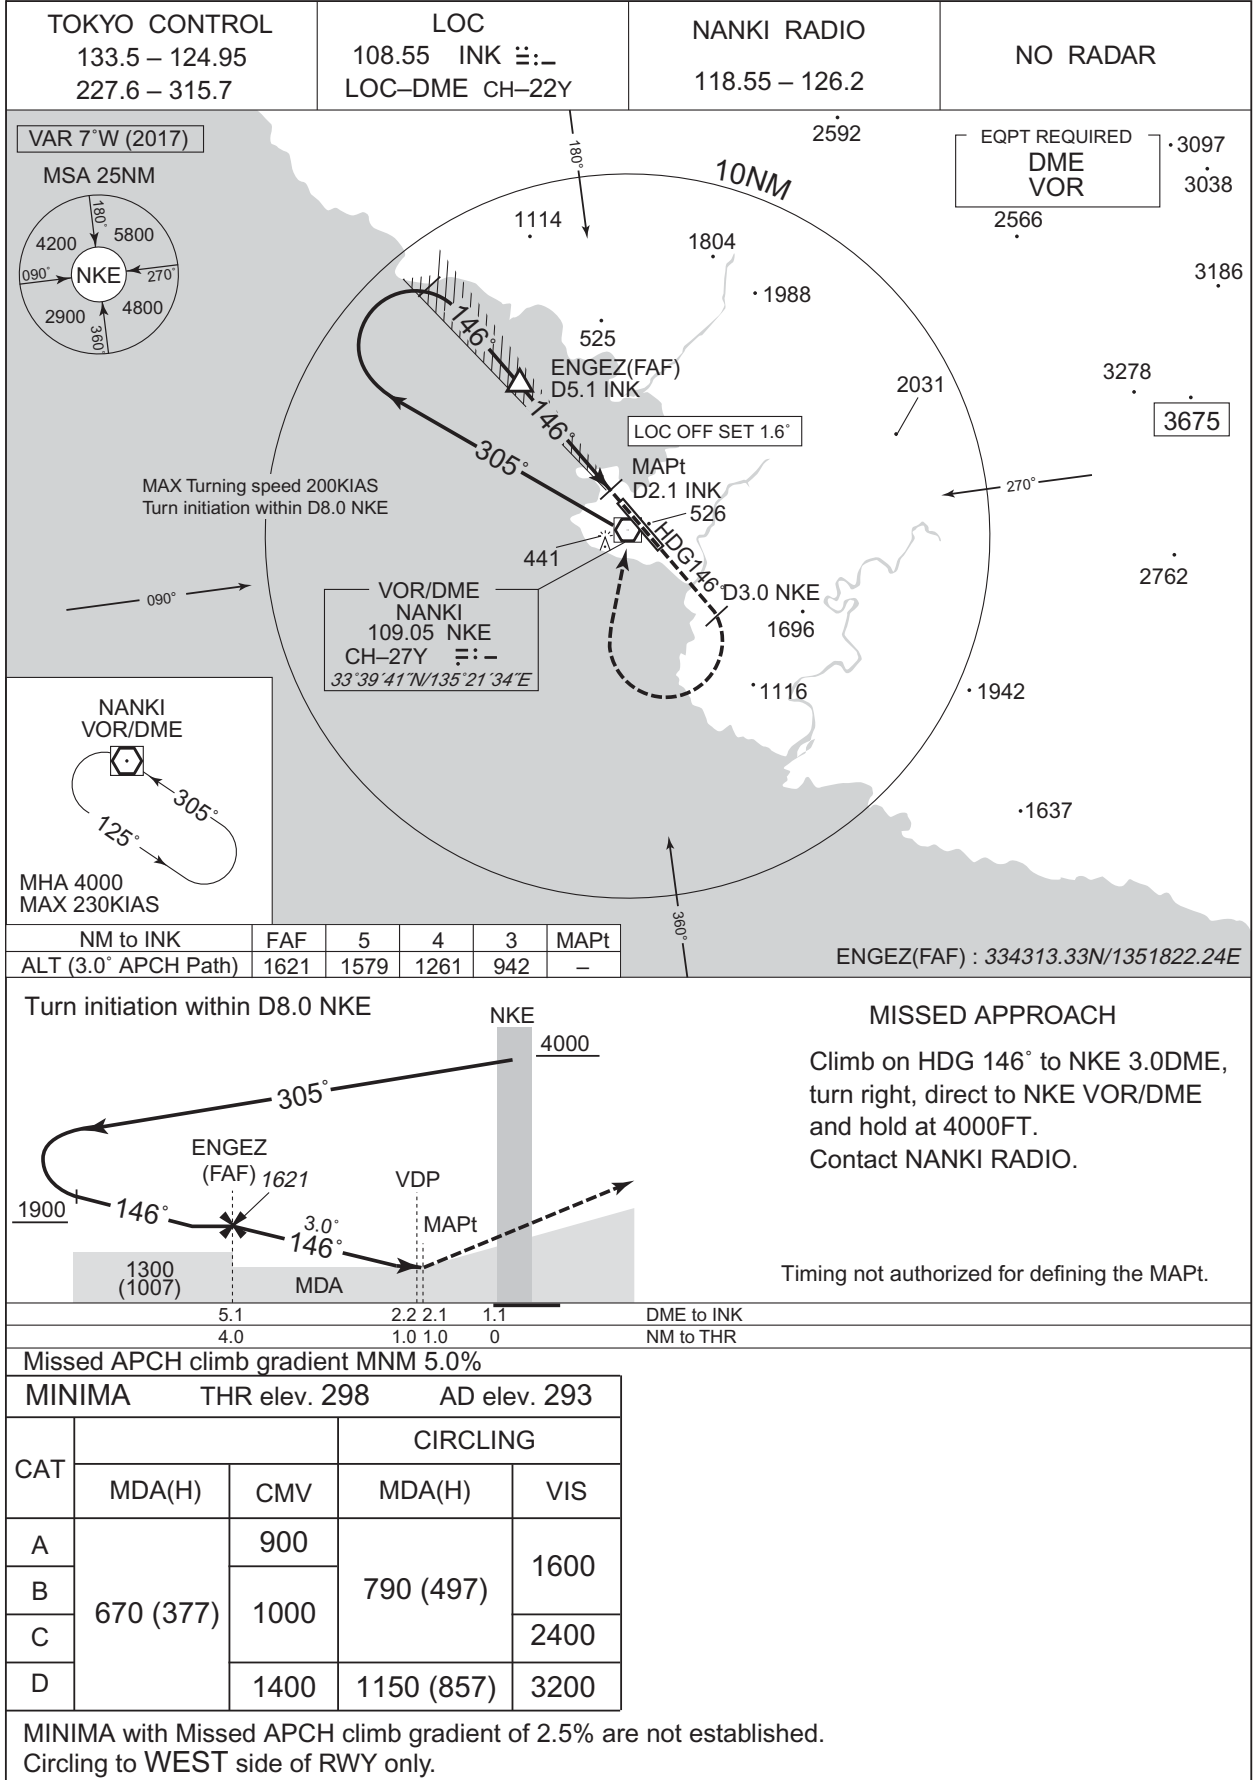 TOKYO CONTROL
133.5 – 124.95
227.6 – 315.7
LOC
108.55 INK
LOC–DME CH–22Y
NANKI RADIO
118.55 – 126.2
NO RADAR
VAR 7˚W (2017)
MSA 25NM
180˚
4200
5800
090˚
NKE
270˚
2900
4800
360˚
180˚
2592
EQPT REQUIRED
DME
VOR
3097
3038
10NM
1114
1804
2566
3186
1988
146˚
525
ENGEZ(FAF)
D5.1 INK
3278
2031
3675
146˚
LOC OFF SET 1.6˚
305˚
MAPt
D2.1 INK
MAX Turning speed 200KIAS
Turn initiation within D8.0 NKE
270˚
526
441
HDG146˚
2762
090˚
D3.0 NKE
VOR/DME
NANKI
109.05 NKE
CH–27Y
33˚39´41˝N/135˚21´34˝E
1696
1116
1942
NANKI
VOR/DME
305˚
125˚
1637
MHA 4000
MAX 230KIAS
360˚
NM to INK FAF 5 4 3 MAPt
ALT (3.0˚ APCH Path) 1621 1579 1261 942 –
ENGEZ(FAF) : 334313.33N/1351822.24E
Turn initiation within D8.0 NKE
NKE
4000
305˚
ENGEZ
(FAF) 1621
VDP
1900
146˚
3.0˚
146˚
MAPt
1300
(1007)
MDA
MISSED APPROACH
Climb on HDG 146˚ to NKE 3.0DME,
turn right, direct to NKE VOR/DME
and hold at 4000FT.
Contact NANKI RADIO.
Timing not authorized for defining the MAPt.
5.1 2.2 2.1 1.1 DME to INK
4.0 1.0 1.0 0 NM to THR
Missed APCH climb gradient MNM 5.0%
MINIMA THR elev. 298 AD elev. 293
CAT
CIRCLING
MDA(H) CMV MDA(H) VIS
A
900
1600
B
670 (377)
1000
790 (497)
C
2400
D
1400 1150 (857) 3200
MINIMA with Missed APCH climb gradient of 2.5% are not established.
Circling to WEST side of RWY only.